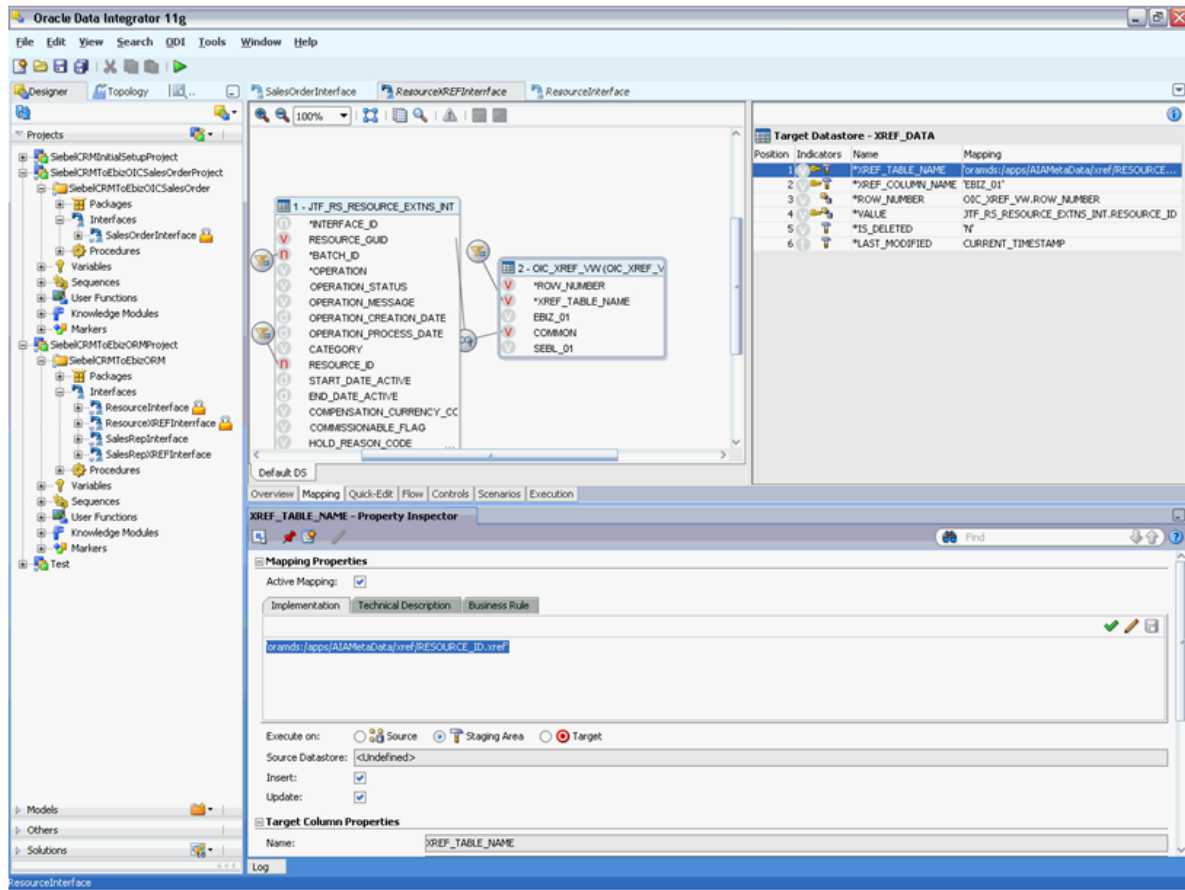 Oracle Data Integrator 11g
File Edit View Search ODI Tools Window Help
Designer Topology
SalesOrderInterface ResourceXREFInterrface ResourceInterface
100%
Projects
SiebelCRMInitialSetupProject
SiebelCRMToEbizOICSalesOrderProject
SiebelCRMToEbizOICSalesOrder
Packages
Interfaces
SalesOrderInterface
Procedures
Variables
Sequences
User Functions
Knowledge Modules
Markers
SiebelCRMToEbizORMProject
SiebelCRMToEbizORM
Packages
Interfaces
ResourceInterface
ResourceXREFInterrface
SalesRepInterface
SalesRepXREFInterface
Procedures
Variables
Sequences
User Functions
Knowledge Modules
Markers
Test
Models
Others
Solutions
1 - JTF_RS_RESOURCE_EXTNS_INT
*INTERFACE_ID
RESOURCE_GUID
*BATCH_ID
*OPERATION
OPERATION_STATUS
OPERATION_MESSAGE
OPERATION_CREATION_DATE
OPERATION_PROCESS_DATE
CATEGORY
RESOURCE_ID
START_DATE_ACTIVE
END_DATE_ACTIVE
COMPENSATION_CURRENCY_CC
COMMISSIONABLE_FLAG
HOLD_REASON_CODE
...
2 - OIC_XREF_VW (OIC_XREF_V
*ROW_NUMBER
*XREF_TABLE_NAME
EBIZ_01
COMMON
SEBL_01
Default DS
Target Datastore - XREF_DATA
Position Indicators Name Mapping
1 *XREF_TABLE_NAME 'oramds:/apps/AIAMetaData/xref/RESOURCE...
2 *XREF_COLUMN_NAME 'EBIZ_01'
3 *ROW_NUMBER OIC_XREF_VW.ROW_NUMBER
4 *VALUE JTF_RS_RESOURCE_EXTNS_INT.RESOURCE_ID
5 *IS_DELETED 'N'
6 *LAST_MODIFIED CURRENT_TIMESTAMP
Overview Mapping Quick-Edit Flow Controls Scenarios Execution
XREF_TABLE_NAME - Property Inspector
Find
Mapping Properties
Active Mapping:
Implementation Technical Description Business Rule
'oramds:/apps/AIAMetaData/xref/RESOURCE_ID.xref'
Execute on: Source Staging Area Target
Source Datastore: <Undefined>
Insert:
Update:
Target Column Properties
Name: XREF_TABLE_NAME
Log
ResourceInterface